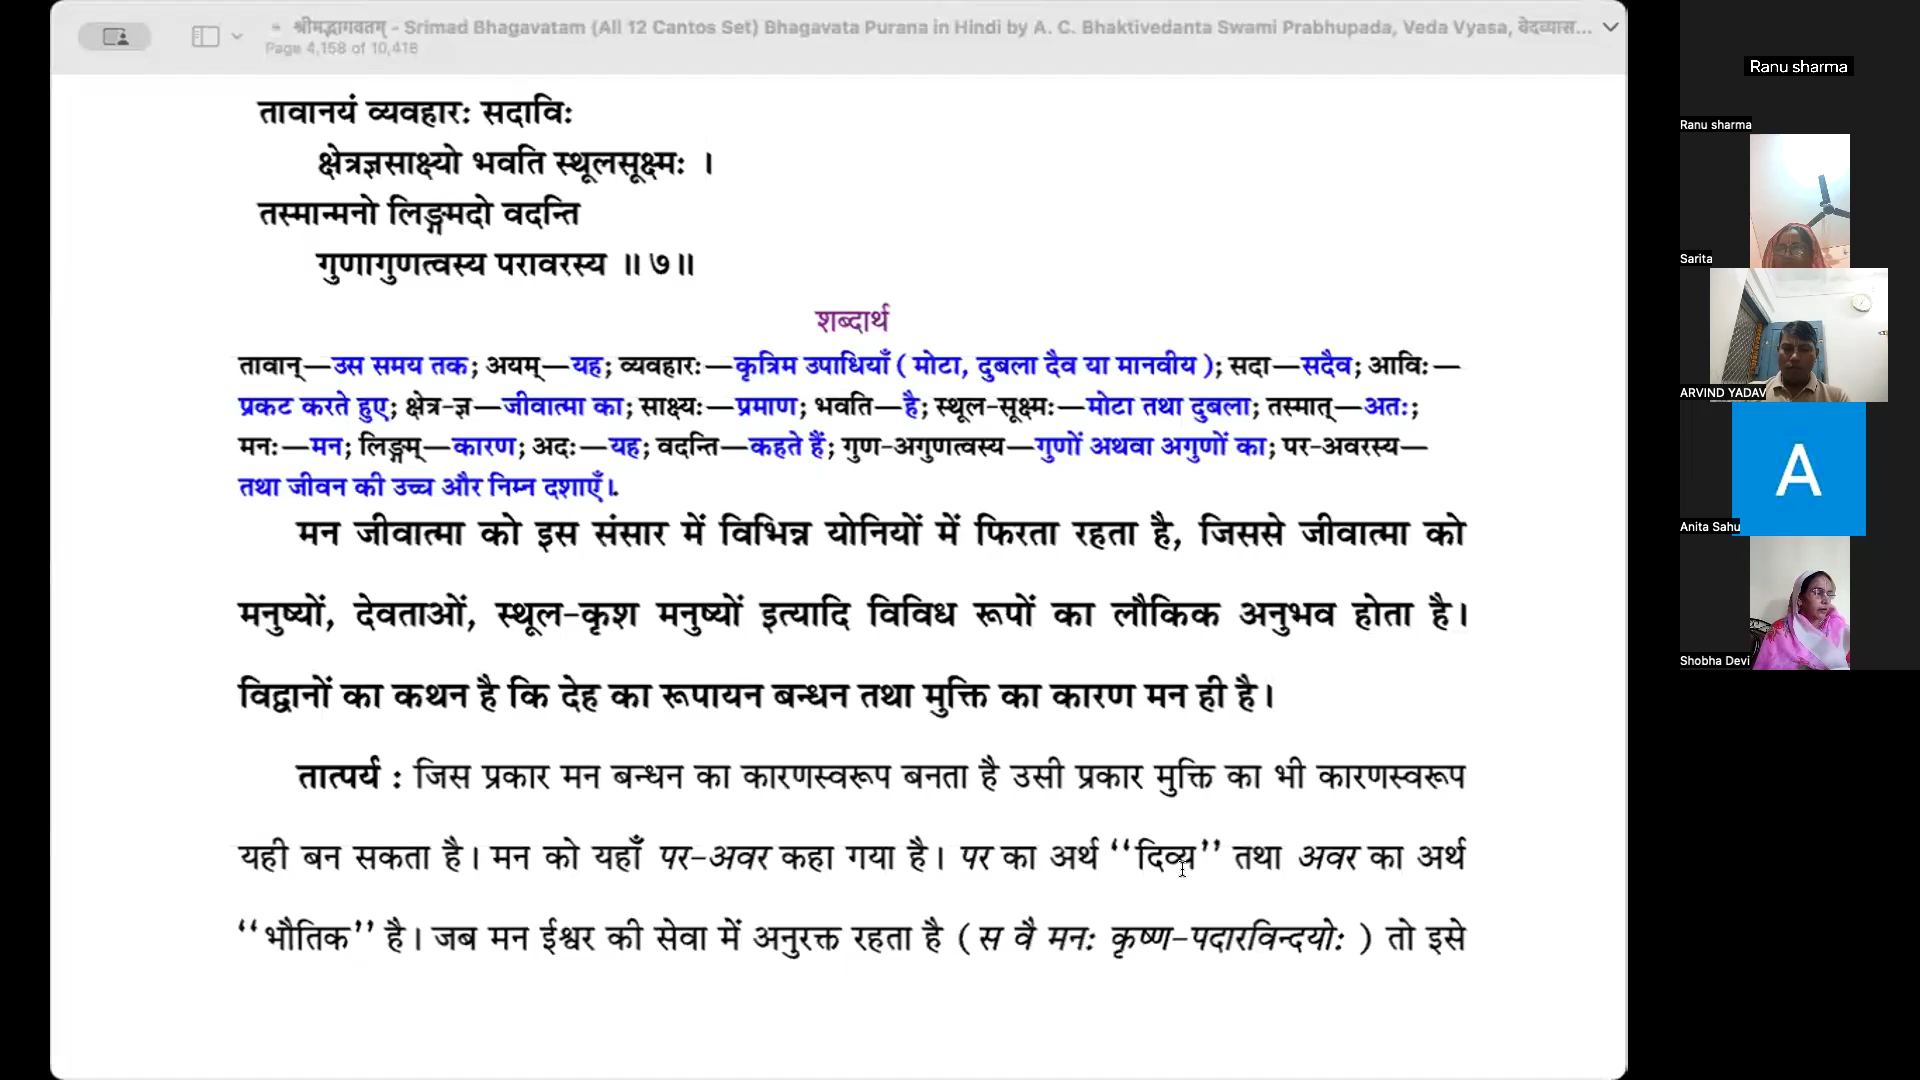 श्रीमद्भागवतम् - Srimad Bhagavatam (All 12 Cantos Set) Bhagavata Purana in Hindi by A. C. Bhaktivedanta Swami Prabhupada, Veda Vyasa, वेदव्यास...
Page 4,158 of 10,418
तावानयं व्यवहारः सदाविः
क्षेत्रज्ञसाक्ष्यो भवति स्थूलसूक्ष्मः ।
तस्मान्मनो लिङ्गमदो वदन्ति
गुणागुणत्वस्य परावरस्य ॥ ७॥
शब्दार्थ
तावान्—उस समय तक; अयम्—यह; व्यवहारः—कृत्रिम उपाधियाँ ( मोटा, दुबला दैव या मानवीय ); सदा—सदैव; आविः—
प्रकट करते हुए; क्षेत्र-ज्ञ—जीवात्मा का; साक्ष्यः—प्रमाण; भवति—है; स्थूल-सूक्ष्मः—मोटा तथा दुबला; तस्मात्—अतः;
मनः—मन; लिङ्गम्—कारण; अदः—यह; वदन्ति—कहते हैं; गुण-अगुणत्वस्य—गुणों अथवा अगुणों का; पर-अवरस्य—
तथा जीवन की उच्च और निम्न दशाएँ।.
मन जीवात्मा को इस संसार में विभिन्न योनियों में फिरता रहता है, जिससे जीवात्मा को
मनुष्यों, देवताओं, स्थूल-कृश मनुष्यों इत्यादि विविध रूपों का लौकिक अनुभव होता है।
विद्वानों का कथन है कि देह का रूपायन बन्धन तथा मुक्ति का कारण मन ही है।
तात्पर्य : जिस प्रकार मन बन्धन का कारणस्वरूप बनता है उसी प्रकार मुक्ति का भी कारणस्वरूप
यही बन सकता है। मन को यहाँ पर-अवर कहा गया है। पर का अर्थ ‘‘दिव्य’’ तथा अवर का अर्थ
‘‘भौतिक’’ है। जब मन ईश्वर की सेवा में अनुरक्त रहता है ( स वै मनः कृष्ण-पदारविन्दयोः ) तो इसे
Ranu sharma
Ranu sharma
Sarita
ARVIND YADAV
A
Anita Sahu
Shobha Devi